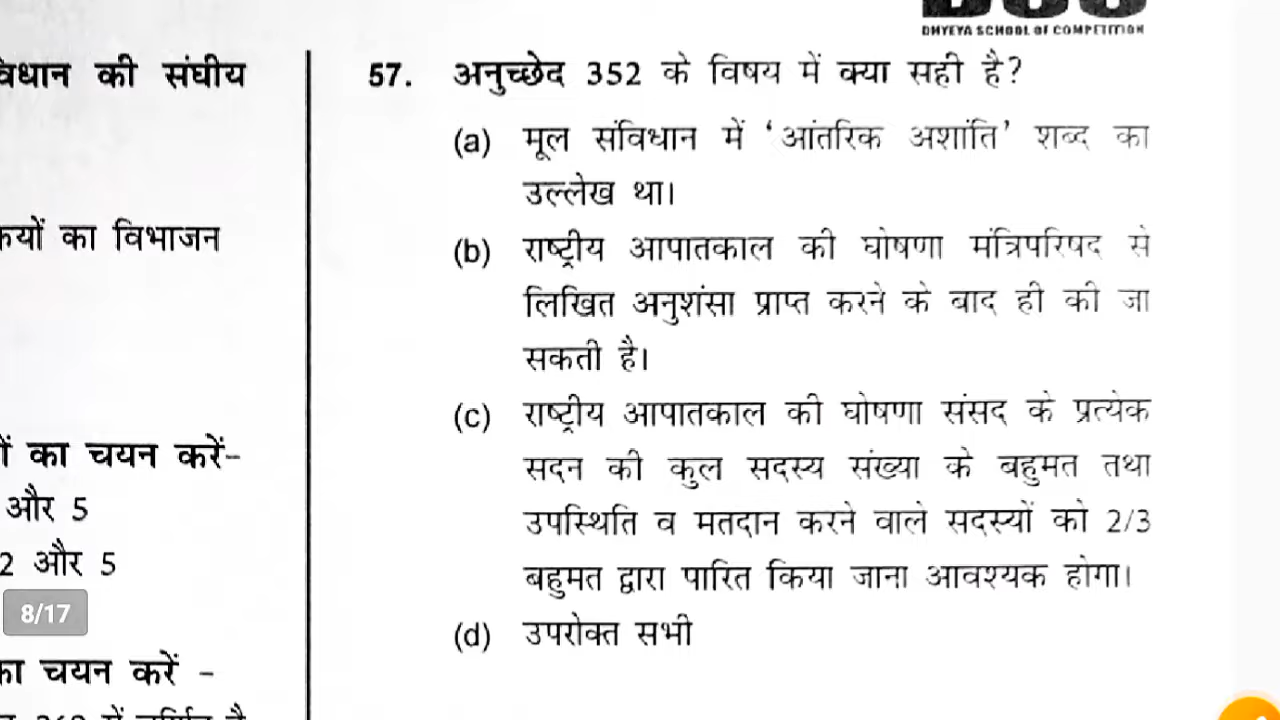 DHYEYA SCHOOL OF COMPETITION
विधान की संघीय
का विभाजन
का चयन करें-
और 5
2 और 5
8/17
का चयन करें -
57. अनुच्छेद 352 के विषय में क्या सही है?
(a) मूल संविधान में ‘आंतरिक अशांति’ शब्द का
उल्लेख था।
(b) राष्ट्रीय आपातकाल की घोषणा मंत्रिपरिषद से
लिखित अनुशंसा प्राप्त करने के बाद ही की जा
सकती है।
(c) राष्ट्रीय आपातकाल की घोषणा संसद के प्रत्येक
सदन की कुल सदस्य संख्या के बहुमत तथा
उपस्थिति व मतदान करने वाले सदस्यों को 2/3
बहुमत द्वारा पारित किया जाना आवश्यक होगा।
(d) उपरोक्त सभी